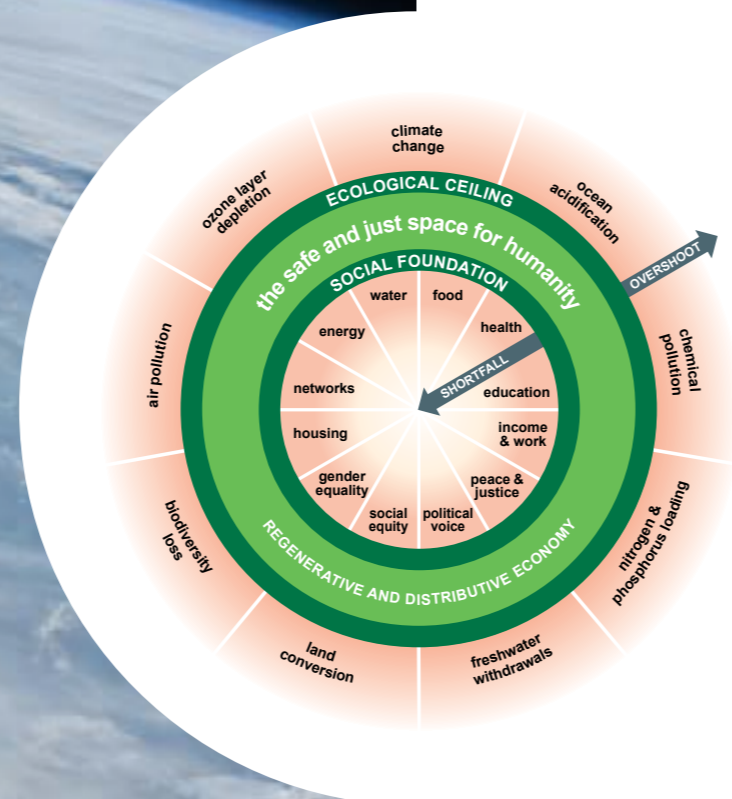 climate
change
ocean
acidification
chemical
pollution
nitrogen &
phosphorus loading
freshwater
withdrawals
land
conversion
biodiversity
loss
air pollution
ozone layer
depletion
ECOLOGICAL CEILING
the safe and just space for humanity
SOCIAL FOUNDATION
OVERSHOOT
SHORTFALL
water
food
health
education
income
& work
peace &
justice
political
voice
social
equity
gender
equality
housing
networks
energy
REGENERATIVE AND DISTRIBUTIVE ECONOMY